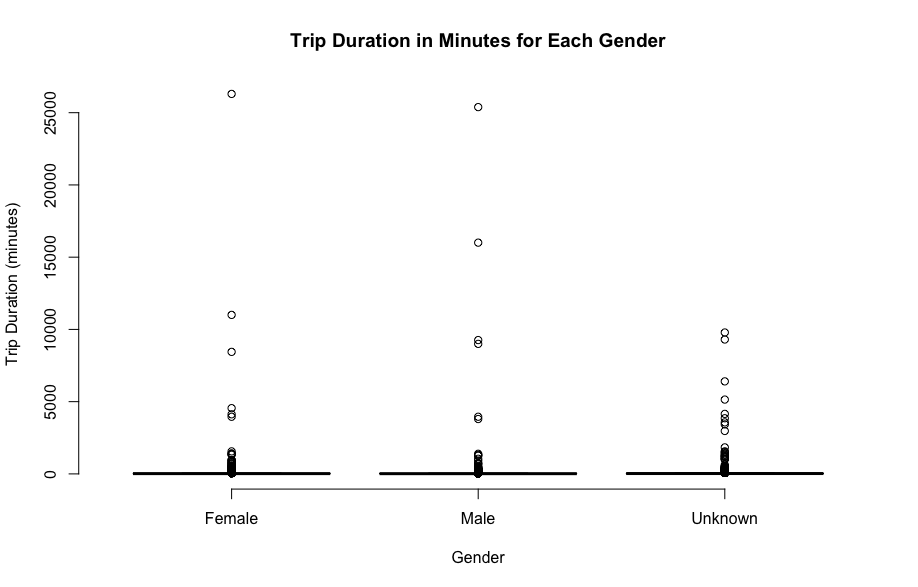 Trip Duration in Minutes for Each Gender
Trip Duration (minutes)
25000
20000
15000
10000
5000
0
Female Male Unknown
Gender